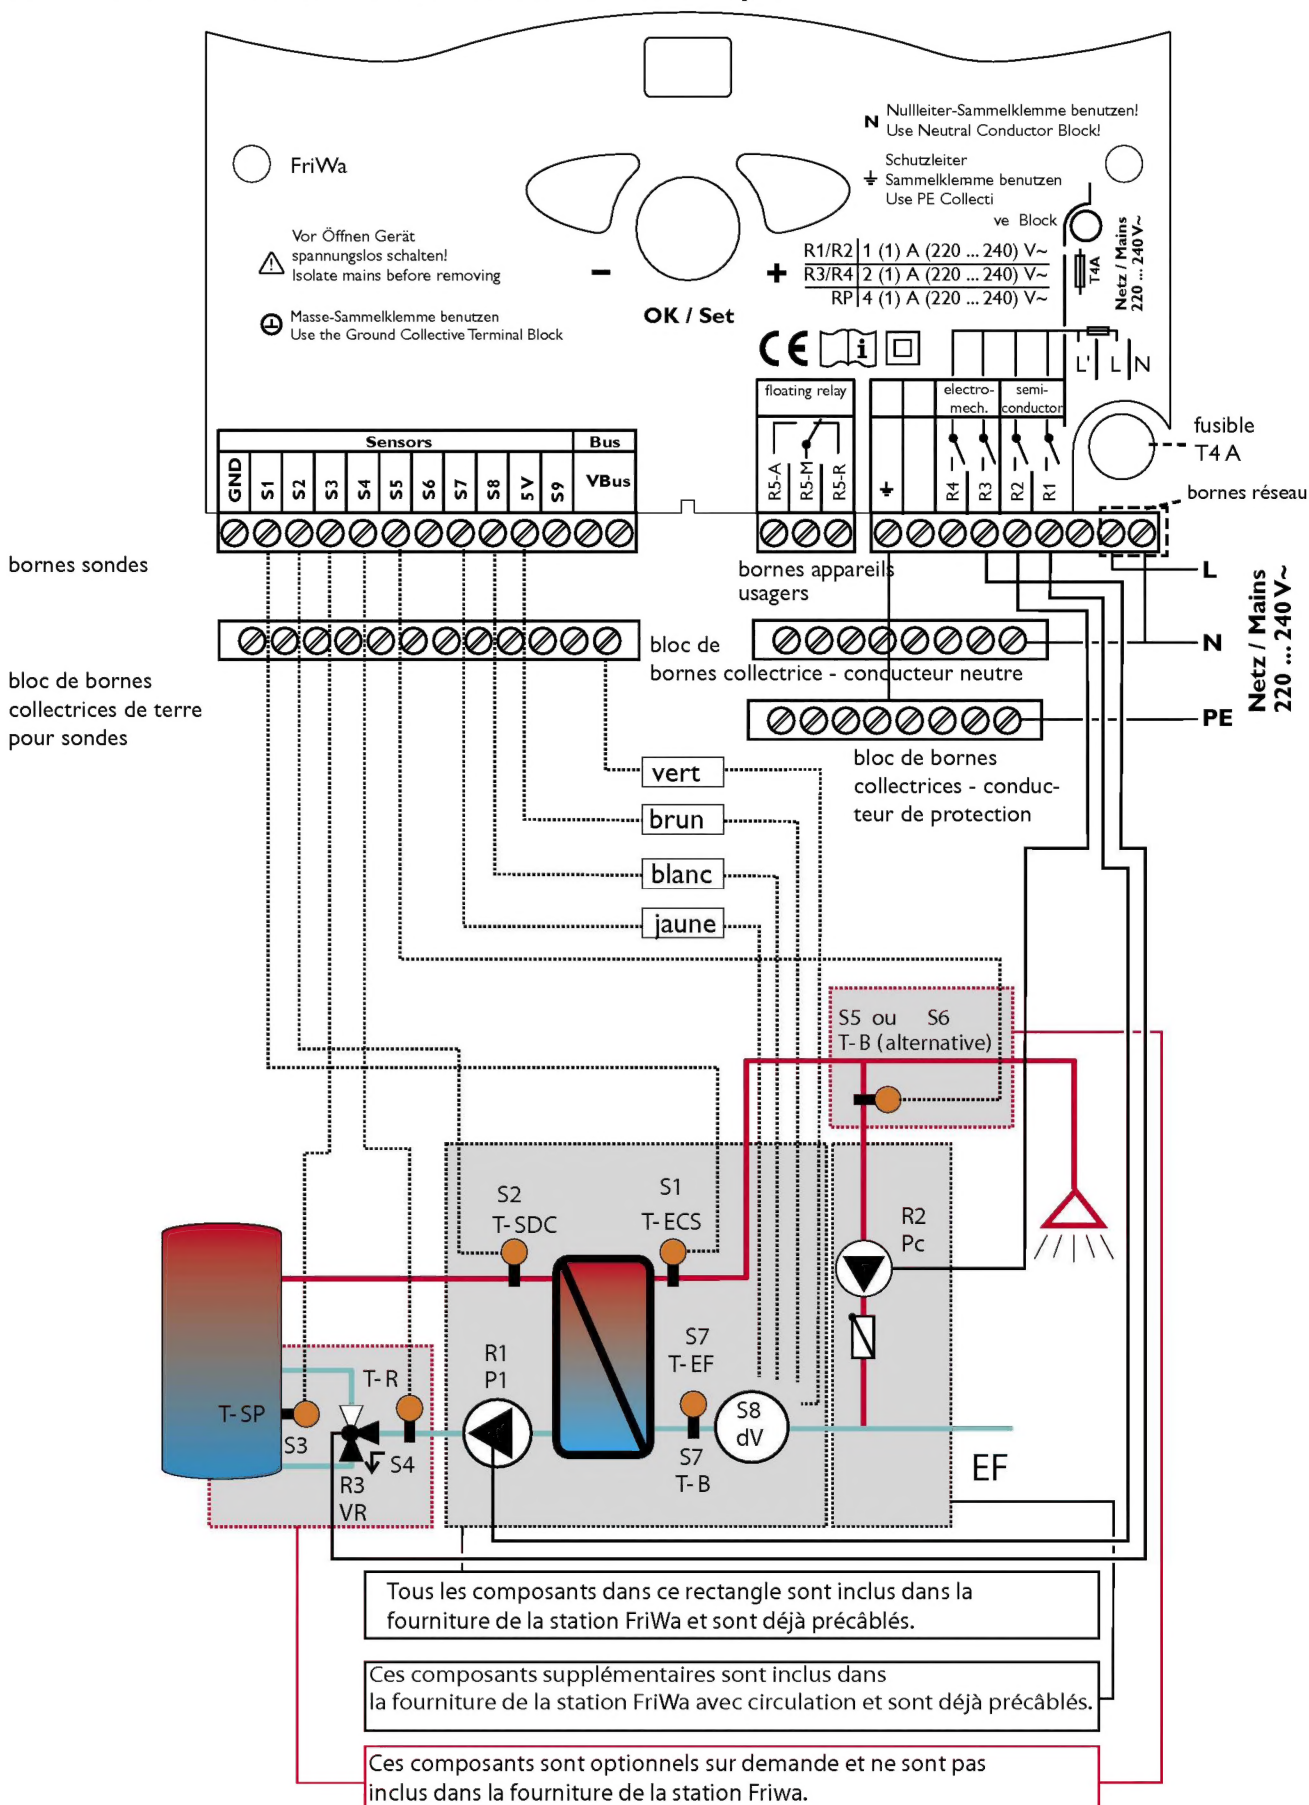 N Nullleiter-Sammelklemme benutzen!
Use Neutral Conductor Block!
FriWa
Schutzleiter
Sammelklemme benutzen
Use PE Collecti
ve Block
Vor Öffnen Gerät
spannungslos schalten!
Isolate mains before removing
Masse-Sammelklemme benutzen
Use the Ground Collective Terminal Block
– +
OK / Set
R1/R2 1 (1) A (220 ... 240) V~
R3/R4 2 (1) A (220 ... 240) V~
RP 4 (1) A (220 ... 240) V~
T4A
Netz / Mains
220 ... 240 V~
CE i
L' L N
floating relay
electro-
mech.
semi-
conductor
R5-A R5-M R5-R
R4 R3 R2 R1
fusible
T4 A
bornes réseau
Sensors Bus
GND S1 S2 S3 S4 S5 S6 S7 S8 5 V S9 VBus
bornes sondes
bornes appareils
usagers
L
N
PE
Netz / Mains
220 ... 240 V~
bloc de
bornes collectrice - conducteur neutre
bloc de bornes
collectrices de terre
pour sondes
bloc de bornes
collectrices - conduc-
teur de protection
vert
brun
blanc
jaune
S5 ou S6
T-B (alternative)
S2
T-SDC
S1
T-ECS
R2
Pc
R1
P1
S7
T-EF
T-R
T-SP
S3
S4
R3
VR
S8
dV
S7
T-B
EF
Tous les composants dans ce rectangle sont inclus dans la
fourniture de la station FriWa et sont déjà précâblés.
Ces composants supplémentaires sont inclus dans
la fourniture de la station FriWa avec circulation et sont déjà précâblés.
Ces composants sont optionnels sur demande et ne sont pas
inclus dans la fourniture de la station Friwa.